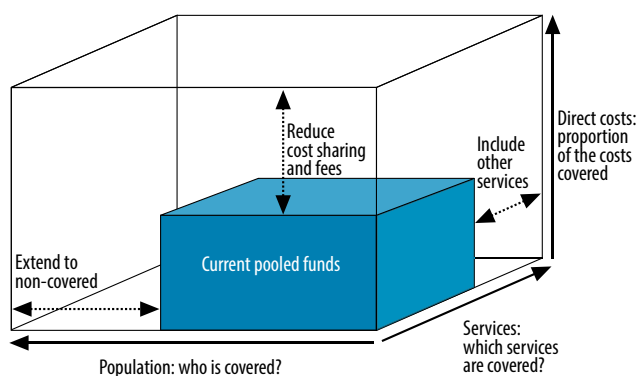 Reduce
cost sharing
and fees
Include
other
services
Direct costs:
proportion
of the costs
covered
Extend to
non-covered
Current pooled funds
Population: who is covered?
Services:
which services
are covered?